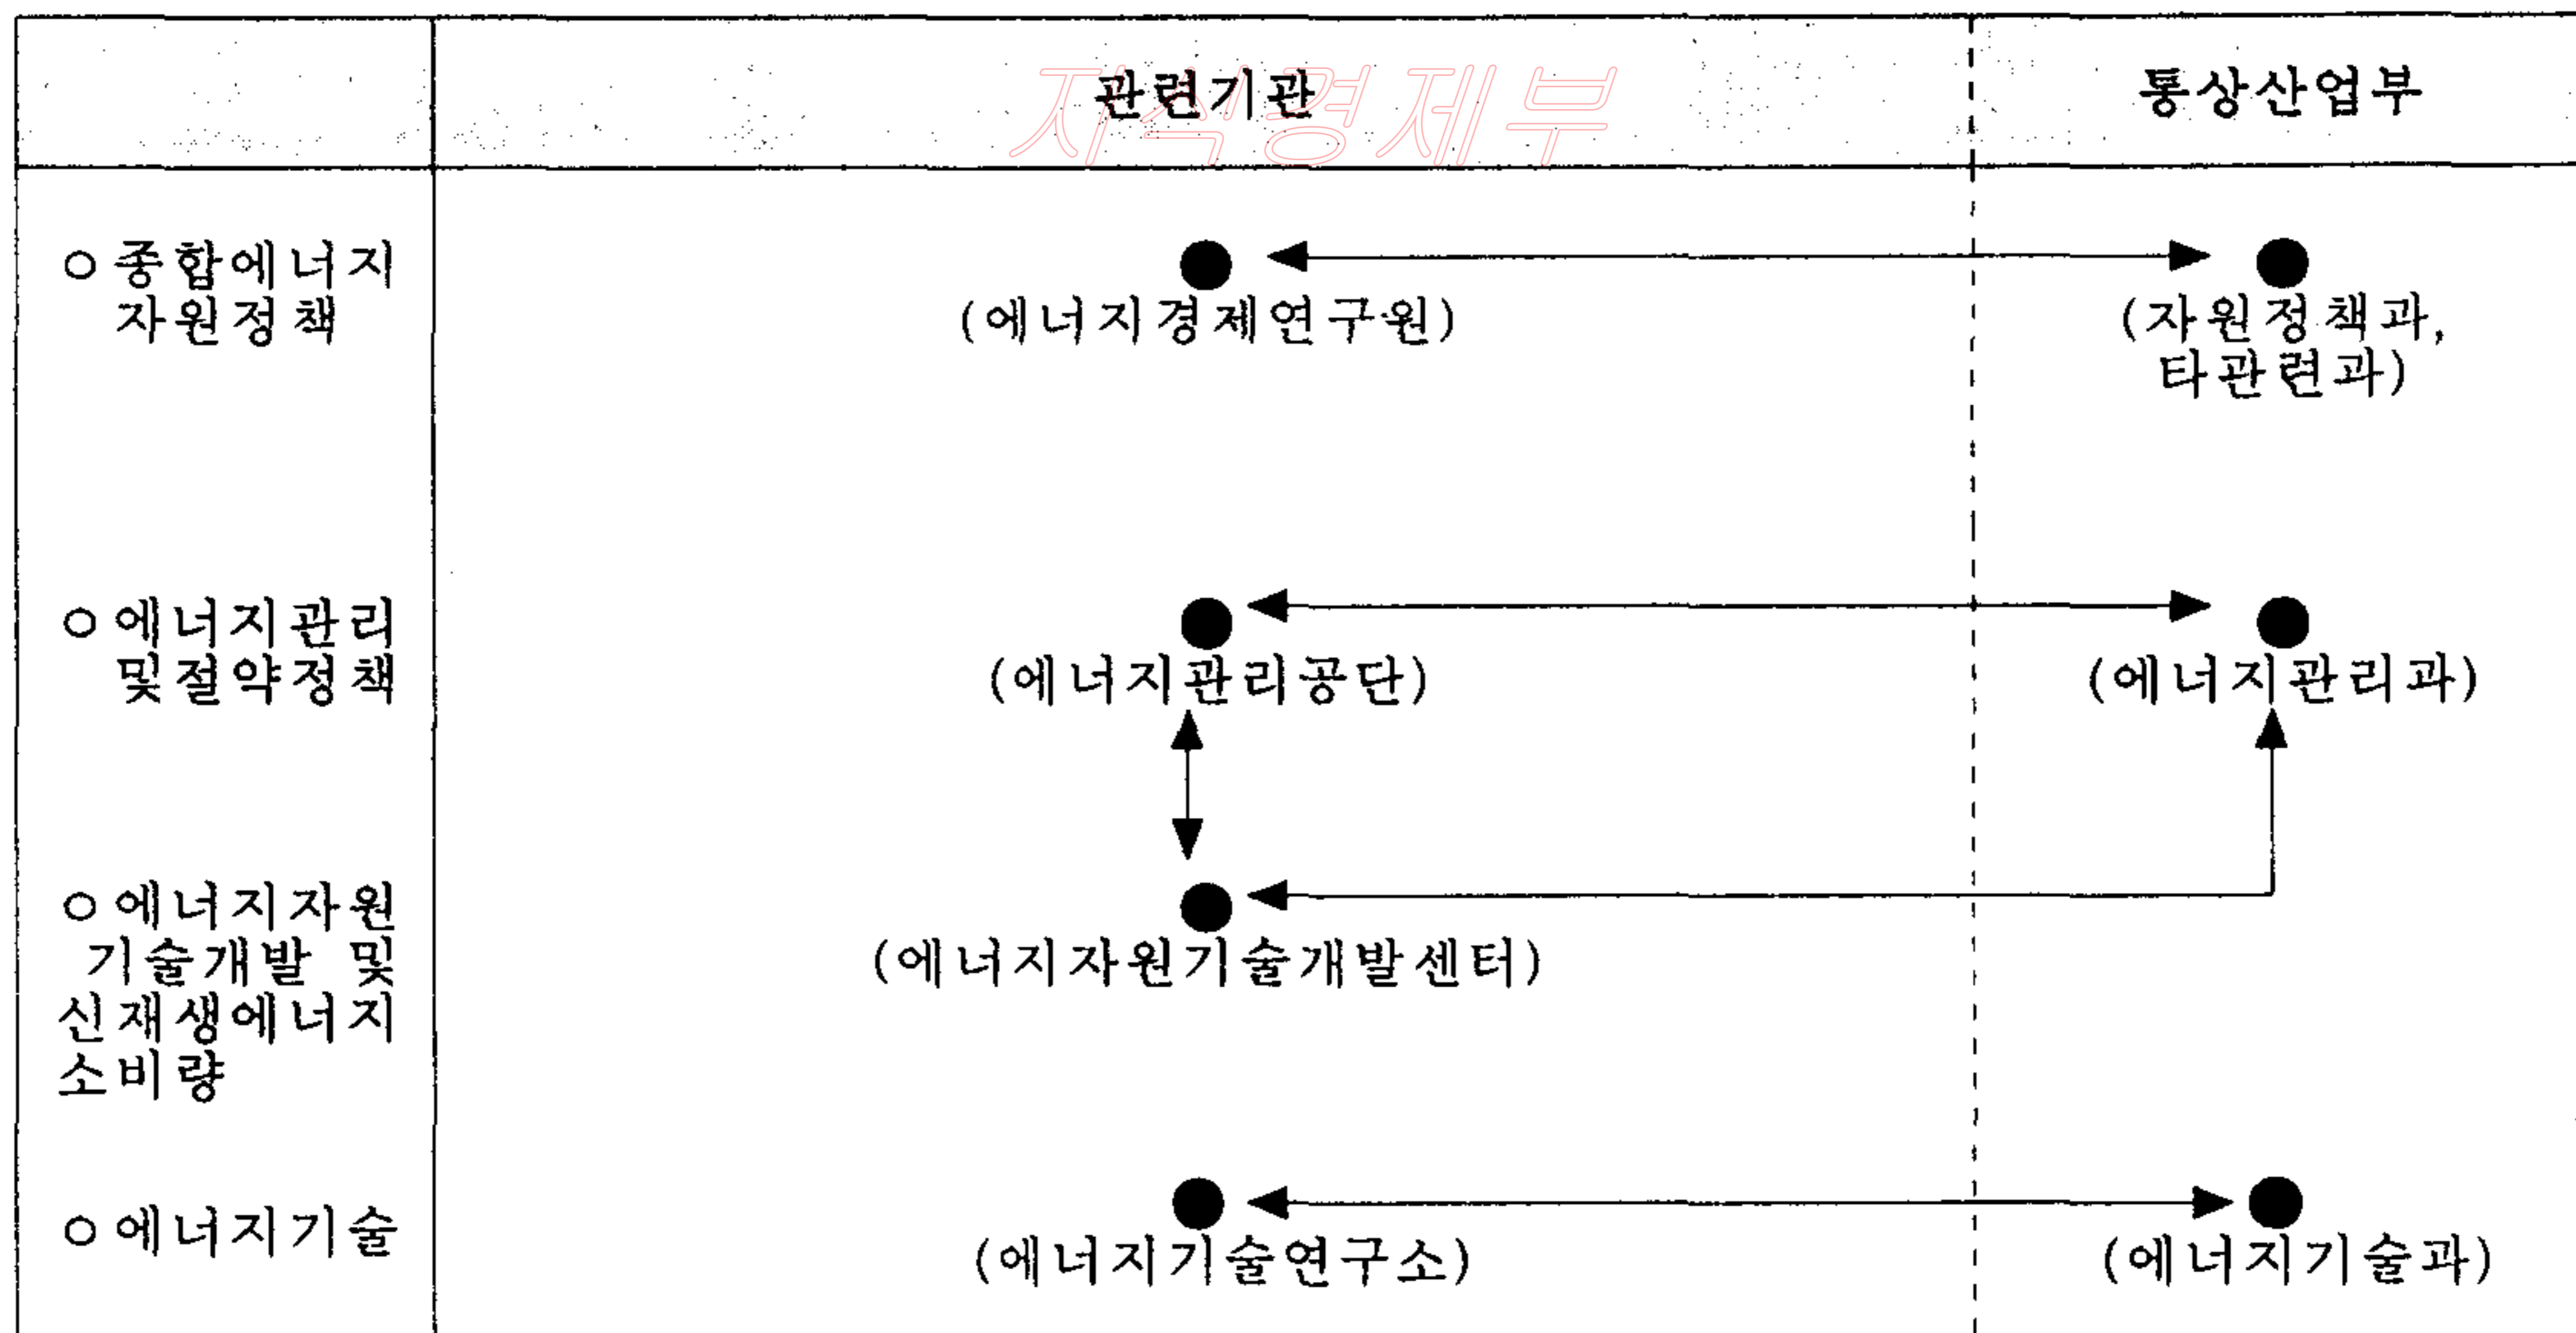 관련기관
통상산업부
지식경제부
○ 종합에너지
자원정책
(에너지경제연구원)
(자원정책과,
타관련과)
○ 에너지관리
및절약정책
(에너지관리공단)
(에너지관리과)
○ 에너지자원
기술개발 및
신재생에너지
소비량
(에너지자원기술개발센터)
○ 에너지기술
(에너지기술연구소)
(에너지기술과)